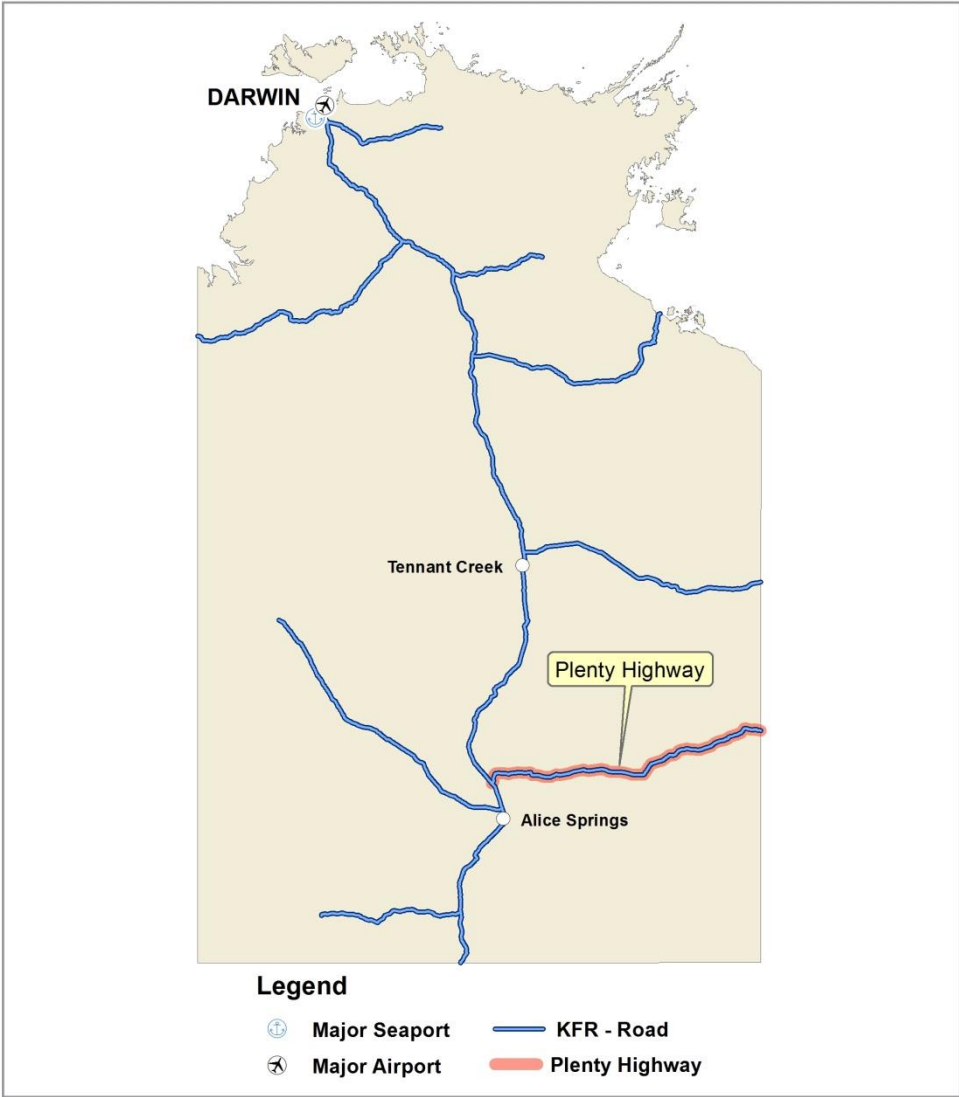 DARWIN
Tennant Creek
Plenty Highway
Alice Springs
Legend
Major Seaport
KFR - Road
Major Airport
Plenty Highway